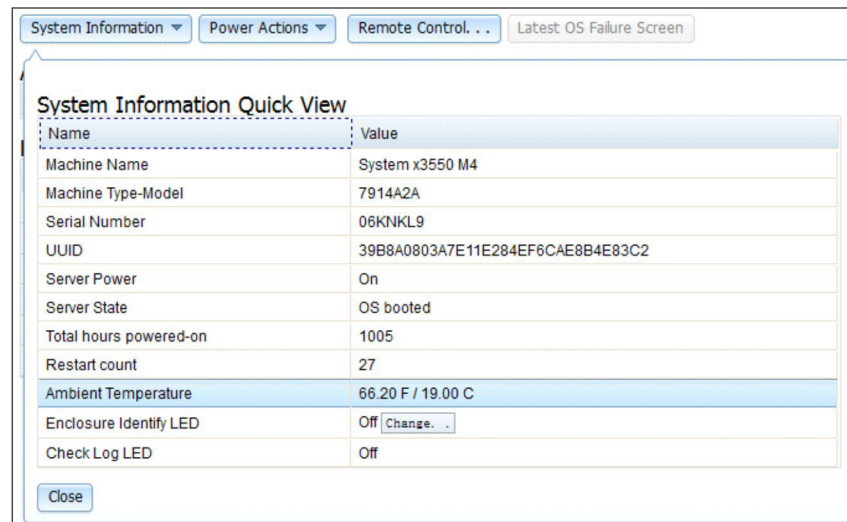 System Information Power Actions Remote Control. . . Latest OS Failure Screen
System Information Quick View
Name Value
Machine Name System x3550 M4
Machine Type-Model 7914A2A
Serial Number 06KNKL9
UUID 39B8A0803A7E11E284EF6CAE8B4E83C2
Server Power On
Server State OS booted
Total hours powered-on 1005
Restart count 27
Ambient Temperature 66.20 F / 19.00 C
Enclosure Identify LED Off Change. .
Check Log LED Off
Close